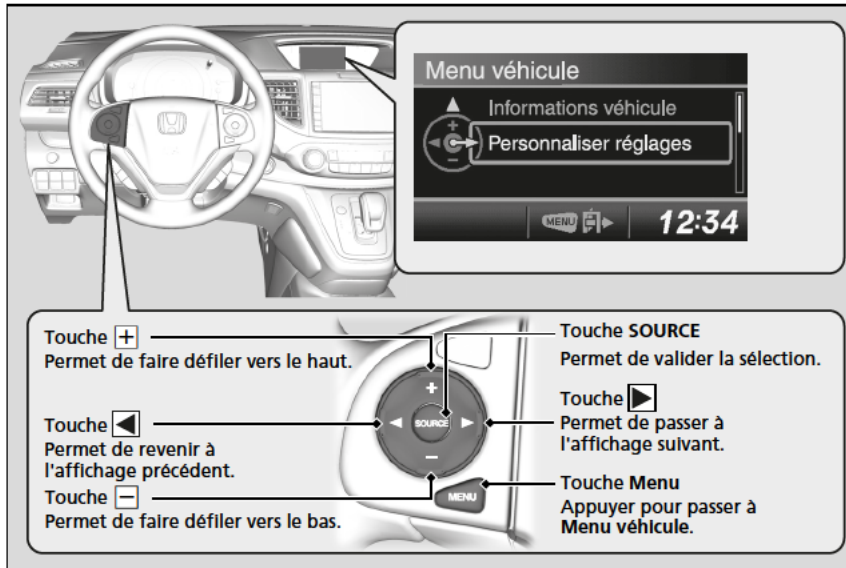 Menu véhicule
Informations véhicule
Personnaliser réglages
MENU
12:34
Touche +
Permet de faire défiler vers le haut.
Touche ◀
Permet de revenir à
l'affichage précédent.
Touche −
Permet de faire défiler vers le bas.
+
SOURCE
−
MENU
Touche SOURCE
Permet de valider la sélection.
Touche ▶
Permet de passer à
l'affichage suivant.
Touche Menu
Appuyer pour passer à
Menu véhicule.